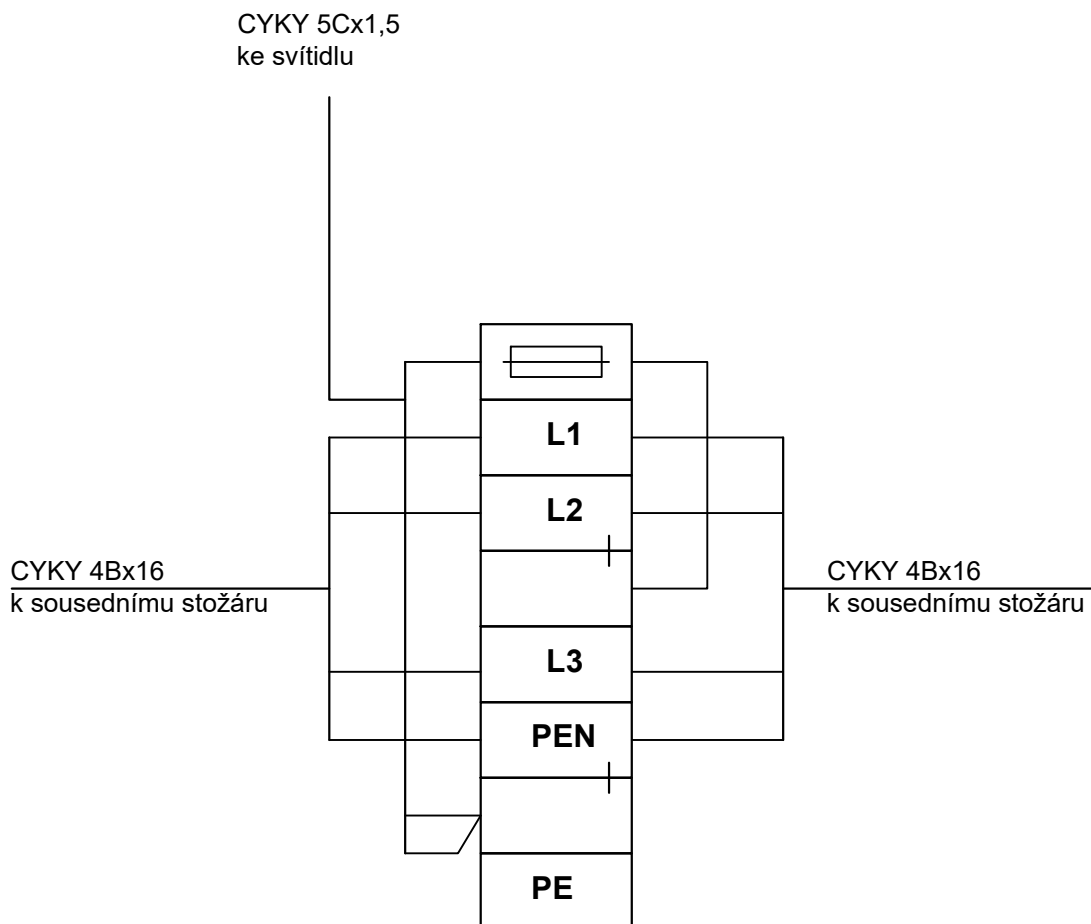 CYKY 5Cx1,5
ke svítidlu
L1
L2
CYKY 4Bx16
k sousednímu stožáru
CYKY 4Bx16
k sousednímu stožáru
L3
PEN
PE